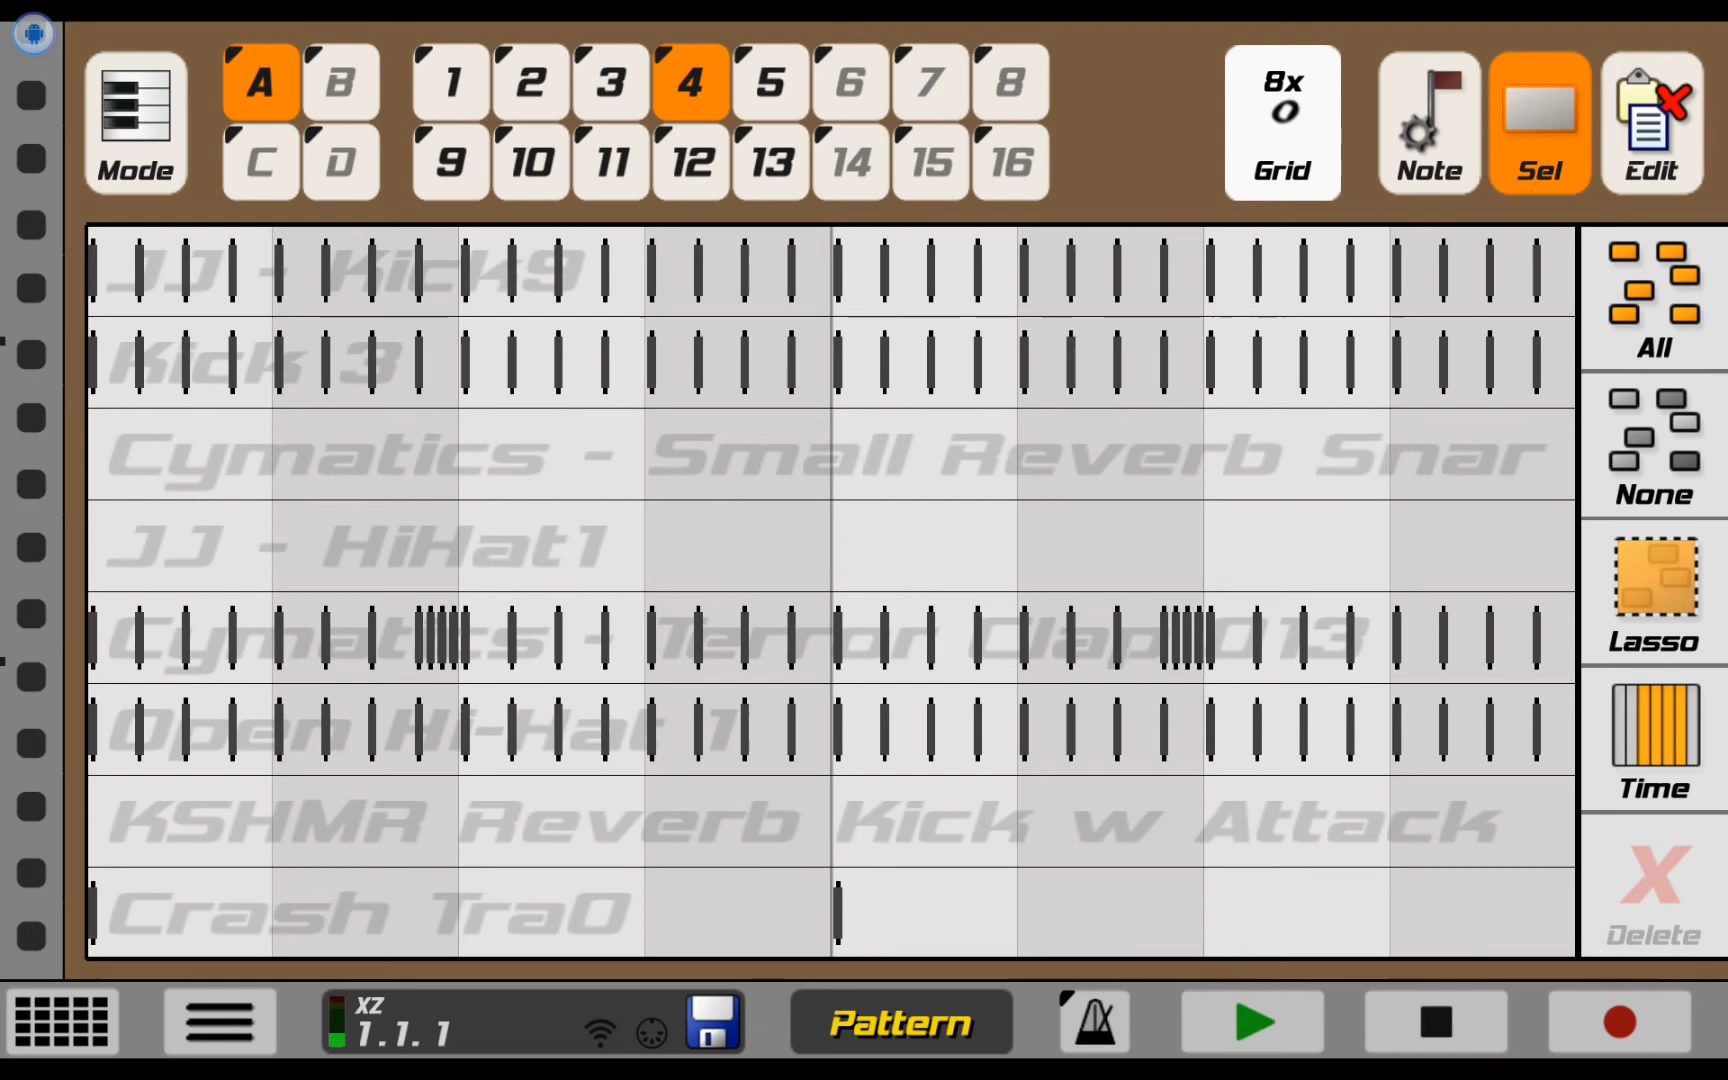 A B 1 2 3 4 5 6 7 8
8x
0
Mode C D 9 10 11 12 13 14 15 16 Grid Note Sel Edit
JJ - Kick9
All
Kick 3
Cymatics - Small Reverb Snar
None
JJ - HiHat1
Cymatics - Terror Clap 013
Lasso
Open Hi-Hat 1
Time
KSHMR Reverb Kick w Attack
X
Crash Tra0
Delete
XZ
1.1. 1
Pattern